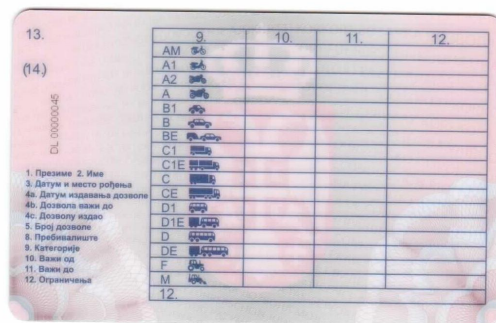 13.
(14.)
DL 00000045
1. Презиме 2. Име
3. Датум и место рођења
4a. Датум издавања дозволе
4b. Дозвола важи до
4c. Дозволу издао
5. Број дозволе
8. Пребивалиште
9. Категорије
10. Важи од
11. Важи до
12. Ограничења
9. 10. 11. 12.
AM
A1
A2
A
B1
B
BE
C1
C1E
C
CE
D1
D1E
D
DE
F
M
12.